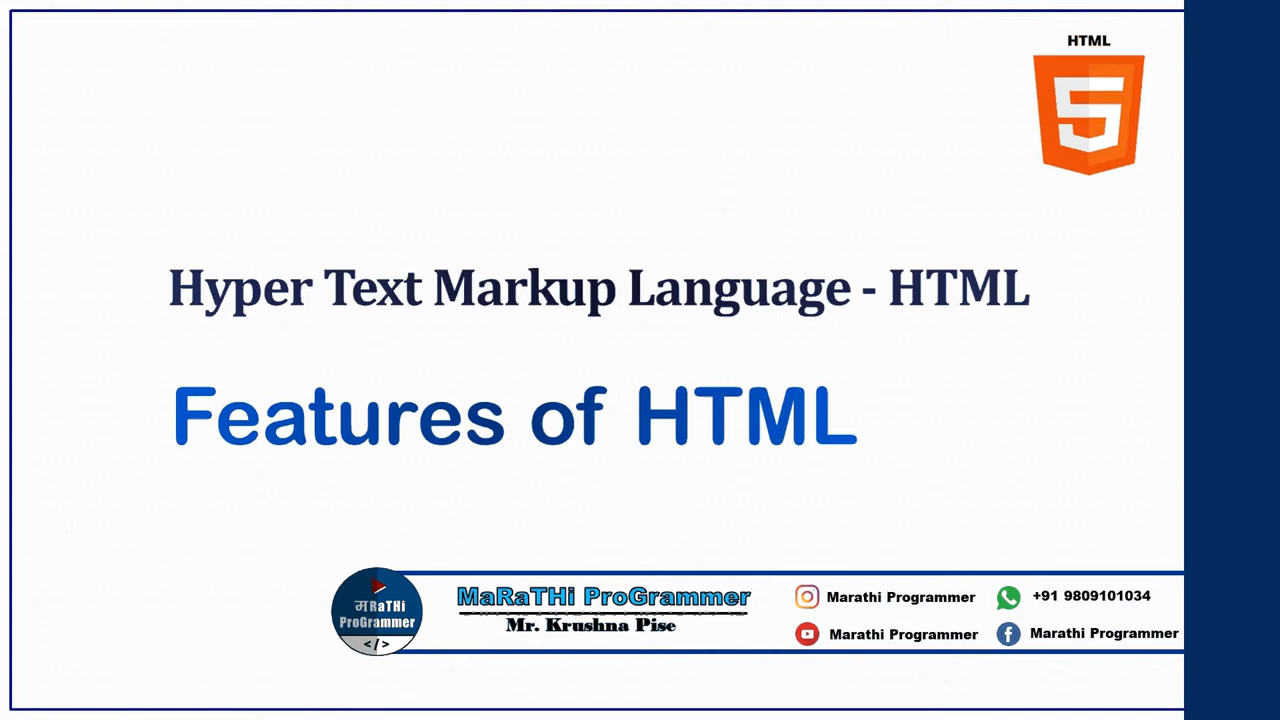 HTML
5
Hyper Text Markup Language - HTML
Features of HTML
मRaTHi
ProGrammer
</>
MaRaTHi ProGrammer
Mr. Krushna Pise
Marathi Programmer
+91 9809101034
Marathi Programmer
Marathi Programmer